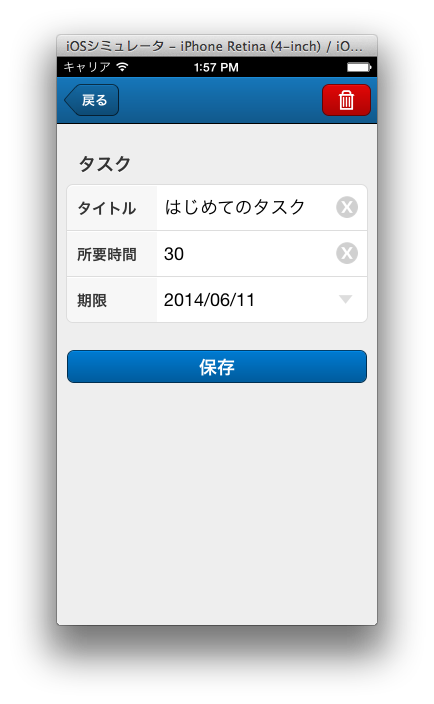 iOSシミュレータ – iPhone Retina (4-inch) / iO...
キャリア 1:57 PM
戻る
タスク
タイトル はじめてのタスク X
所要時間 30 X
期限 2014/06/11
保存